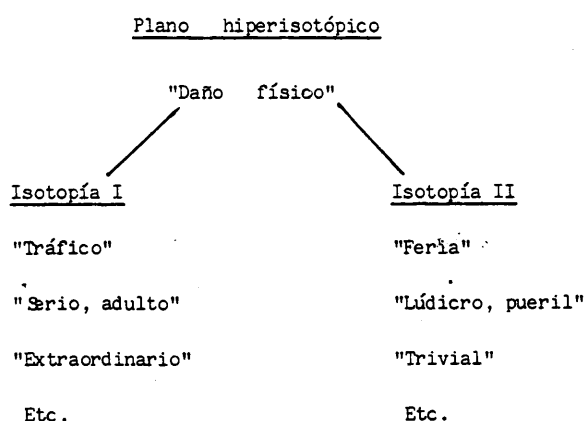 Plano hiperisotópico
"Daño físico"
Isotopía I Isotopía II
"Tráfico" "Feria"
"Serio, adulto" "Lúdicro, pueril"
"Extraordinario" "Trivial"
Etc. Etc.